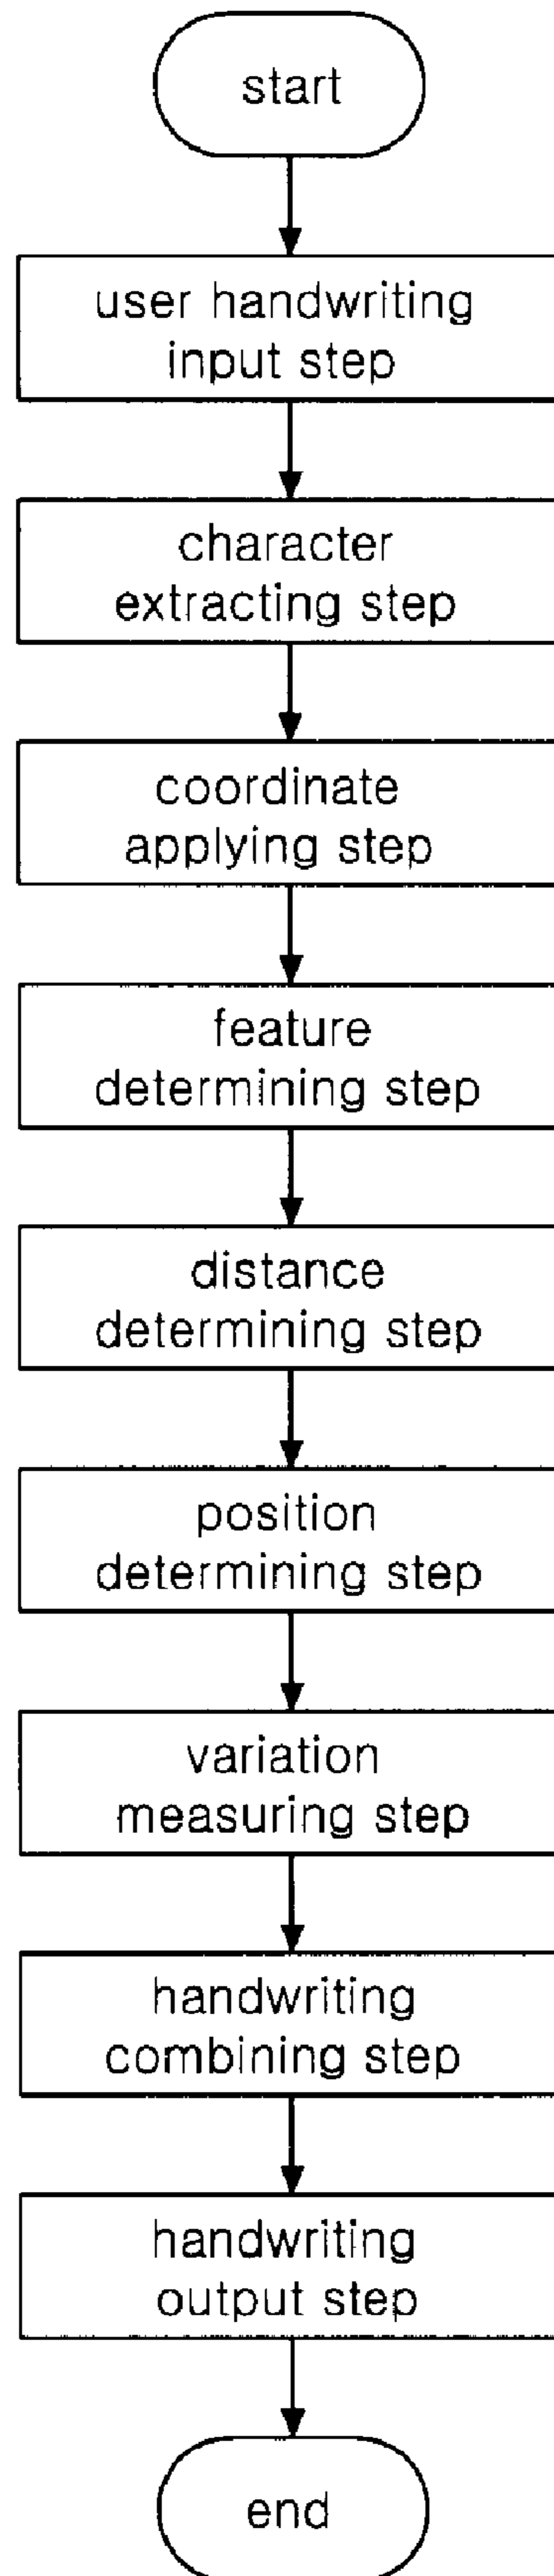 start
user handwriting
input step
character
extracting step
coordinate
applying step
feature
determining step
distance
determining step
position
determining step
variation
measuring step
handwriting
combining step
handwriting
output step
end